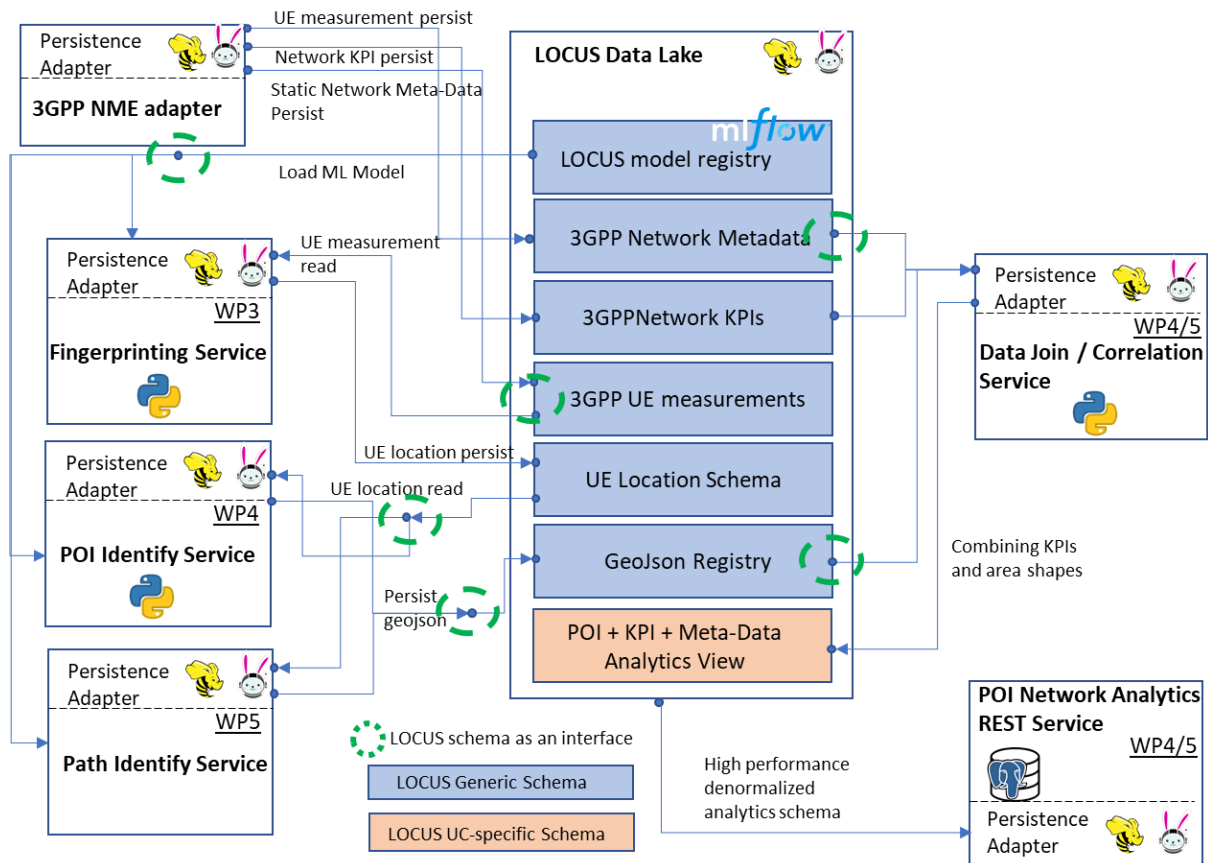 UE measurement persist
Persistence
Adapter
Network KPI persist
Static Network Meta-Data
Persist
3GPP NME adapter
LOCUS Data Lake
mlflow
LOCUS model registry
Load ML Model
3GPP Network Metadata
UE measurement
read
Persistence
Adapter
WP3
Fingerprinting Service
3GPPNetwork KPIs
Persistence
Adapter
WP4/5
Data Join / Correlation
Service
3GPP UE measurements
UE location persist
Persistence
Adapter
WP4
POI Identify Service
UE location read
UE Location Schema
GeoJson Registry
Combining KPIs
and area shapes
Persist
geojson
POI + KPI + Meta-Data
Analytics View
Persistence
Adapter
WP5
Path Identify Service
POI Network Analytics
REST Service
WP4/5
LOCUS schema as an interface
LOCUS Generic Schema
LOCUS UC-specific Schema
High performance
denormalized
analytics schema
Persistence
Adapter